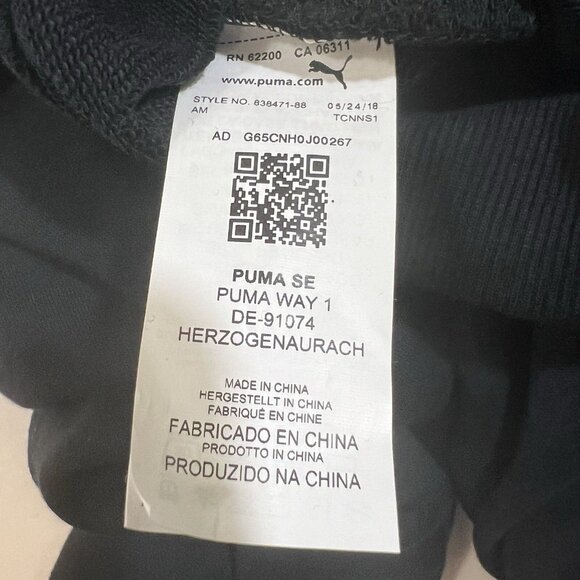 RN 62200 CA 06311
www.puma.com
STYLE NO. 838471-88 05/24/18
AM TCNNS1
AD G65CNH0J00267
PUMA SE
PUMA WAY 1
DE-91074
HERZOGENAURACH
MADE IN CHINA
HERGESTELLT IN CHINA
FABRIQUÉ EN CHINE
FABRICADO EN CHINA
PRODOTTO IN CHINA
PRODUZIDO NA CHINA